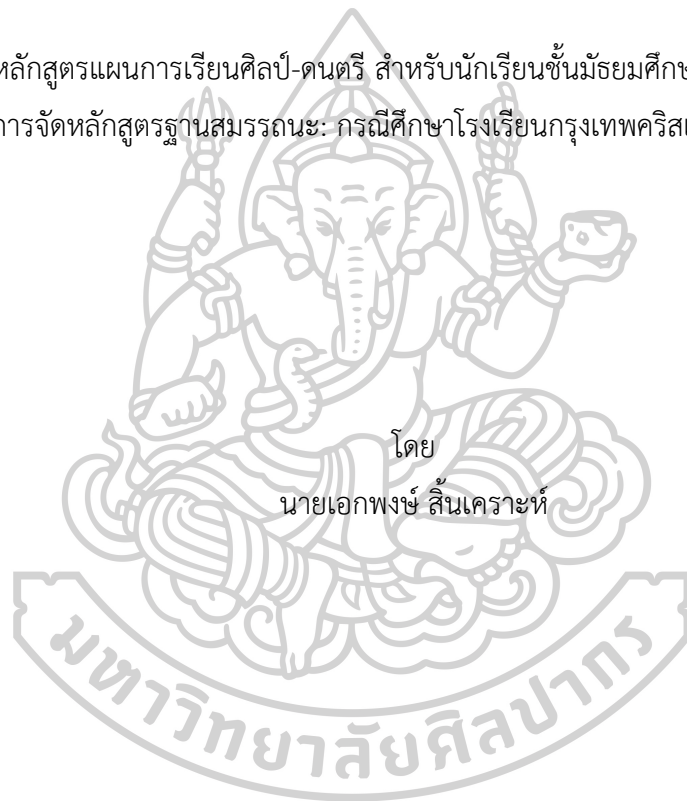 หลักสูตรแผนการเรียนศิลป์-ดนตรี สำหรับนักเรียนชั้นมัธยมศึกษ
การจัดหลักสูตรฐานสมรรถนะ: กรณีศึกษาโรงเรียนกรุงเทพคริสเ
โดย
นายเอกพงษ์ สิ้นเคราะห์
มหาวิทยาลัยศิลปากร